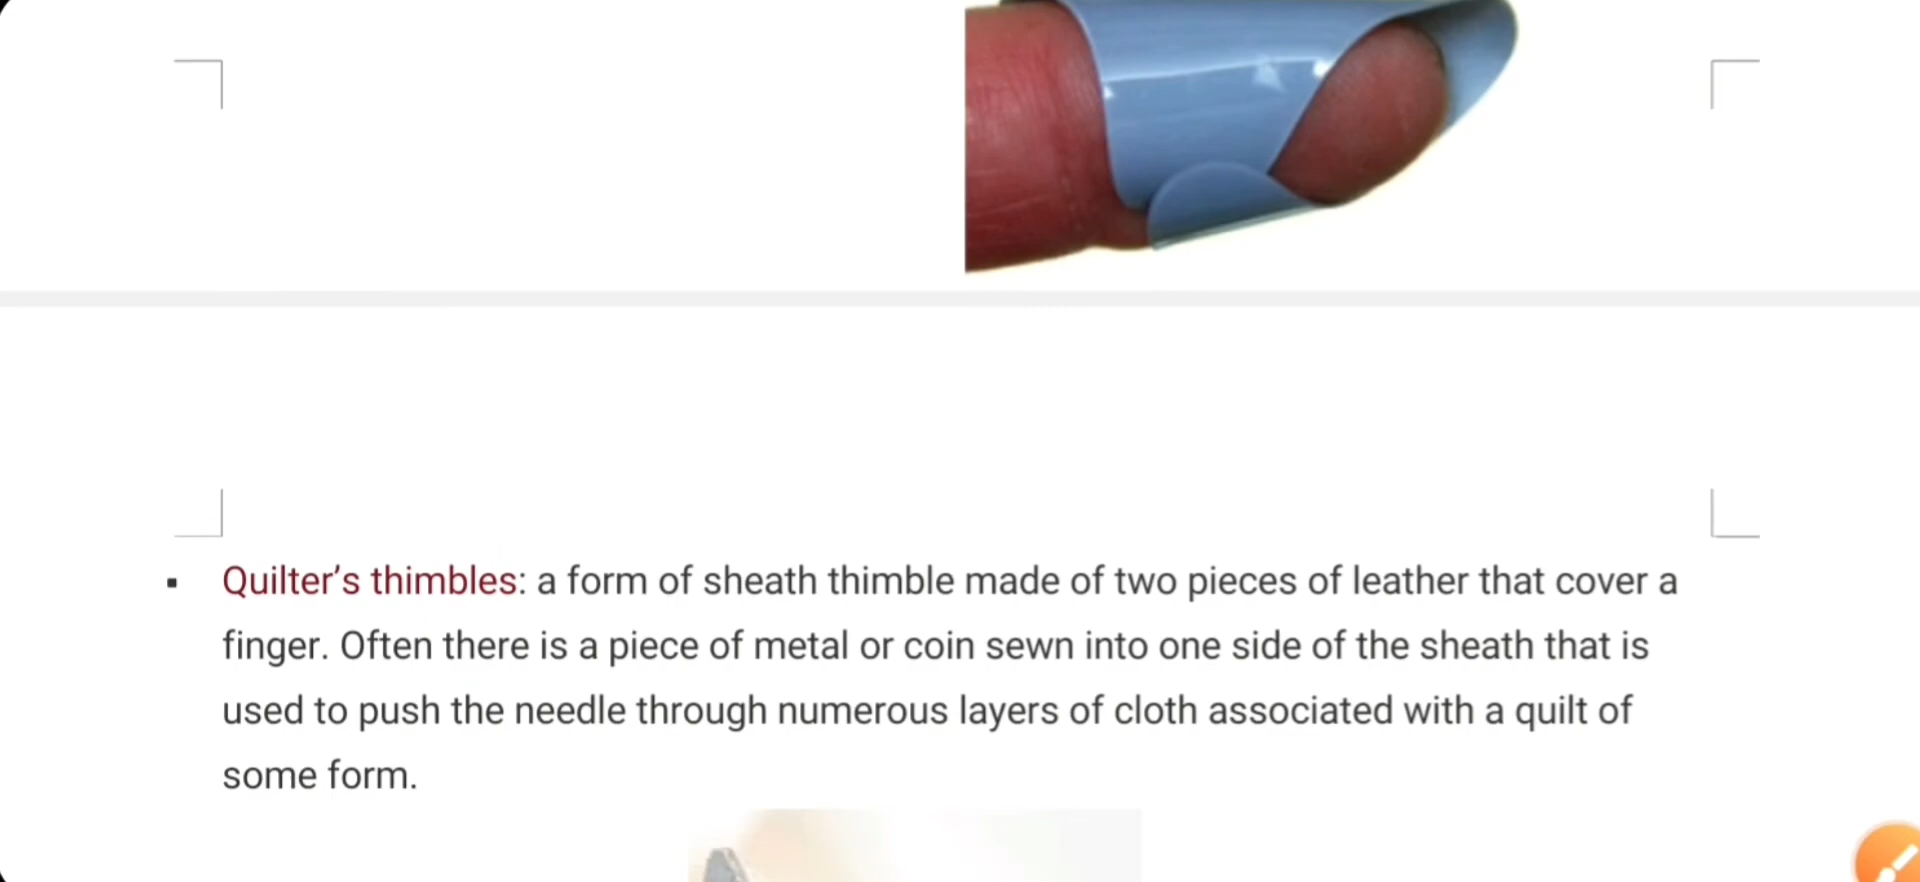 ▪ Quilter’s thimbles: a form of sheath thimble made of two pieces of leather that cover a
finger. Often there is a piece of metal or coin sewn into one side of the sheath that is
used to push the needle through numerous layers of cloth associated with a quilt of
some form.